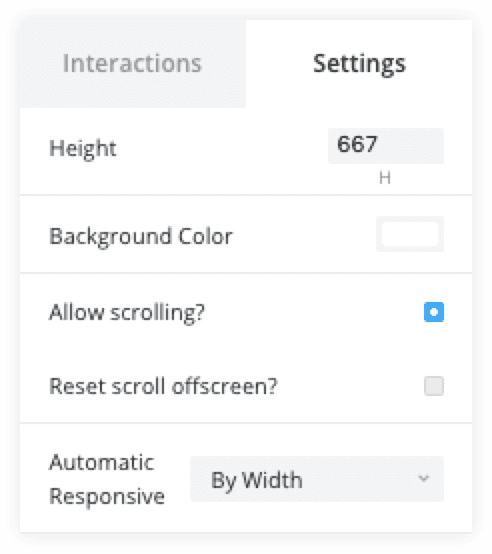 Interactions Settings
Height 667
H
Background Color
Allow scrolling?
Reset scroll offscreen?
Automatic
Responsive By Width